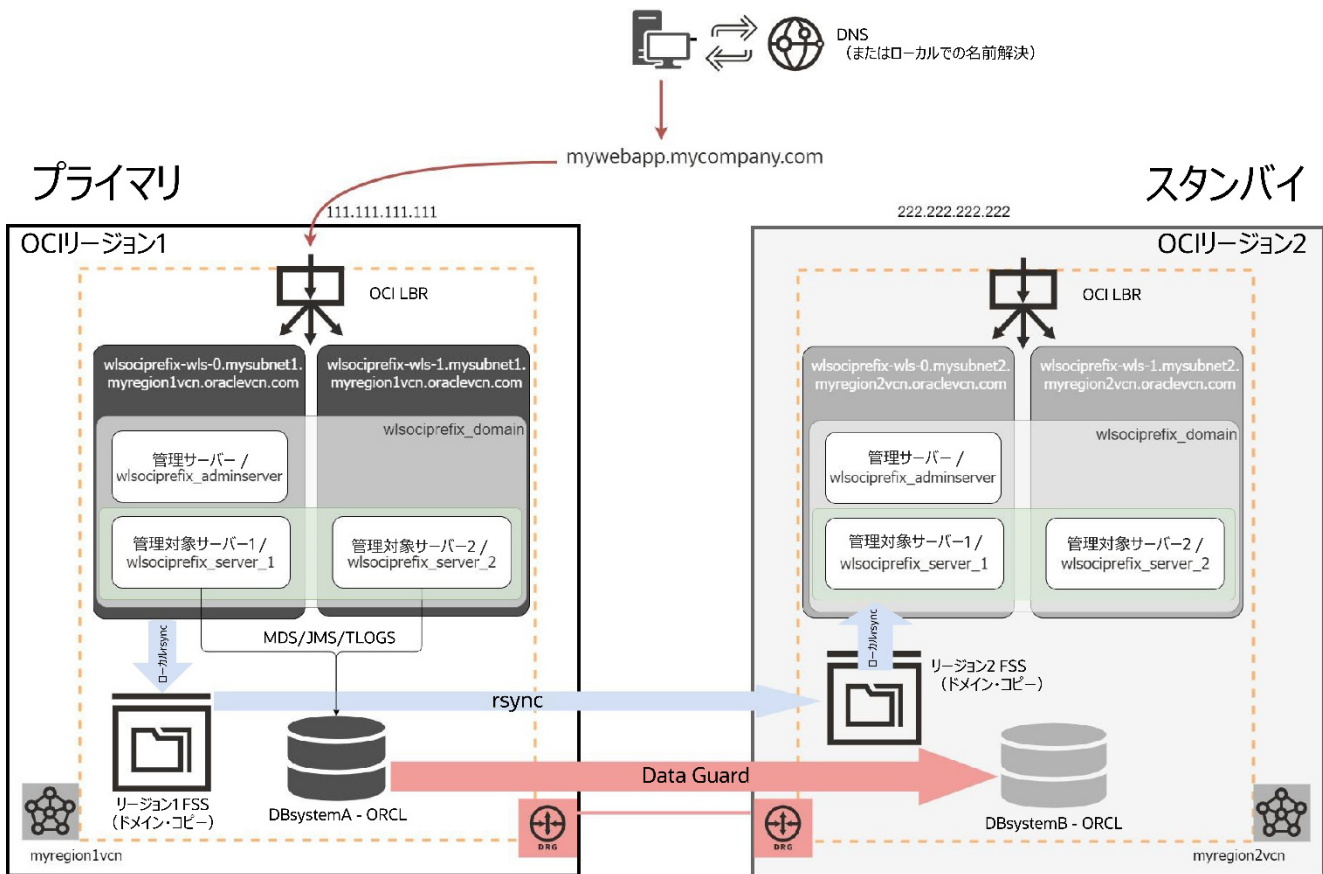 DNS
（またはローカルでの名前解決）
mywebapp.mycompany.com
プライマリ
スタンバイ
111.111.111.111
222.222.222.222
OCIリージョン1
OCI LBR
wlsociprefix-wls-0.mysubnet1.
myregion1vcn.oraclevcn.com
wlsociprefix-wls-1.mysubnet1.
myregion1vcn.oraclevcn.com
wlsociprefix_domain
管理サーバー /
wlsociprefix_adminserver
管理対象サーバー1 /
wlsociprefix_server_1
管理対象サーバー2 /
wlsociprefix_server_2
ローカルrsync
MDS/JMS/TLOGS
リージョン1 FSS
（ドメイン・コピー）
DBsystemA - ORCL
myregion1vcn
DRG
rsync
Data Guard
OCIリージョン2
OCI LBR
wlsociprefix-wls-0.mysubnet2.
myregion2vcn.oraclevcn.com
wlsociprefix-wls-1.mysubnet2.
myregion2vcn.oraclevcn.com
wlsociprefix_domain
管理サーバー /
wlsociprefix_adminserver
管理対象サーバー1 /
wlsociprefix_server_1
管理対象サーバー2 /
wlsociprefix_server_2
ローカルrsync
リージョン2 FSS
（ドメイン・コピー）
DBsystemB - ORCL
DRG
myregion2vcn